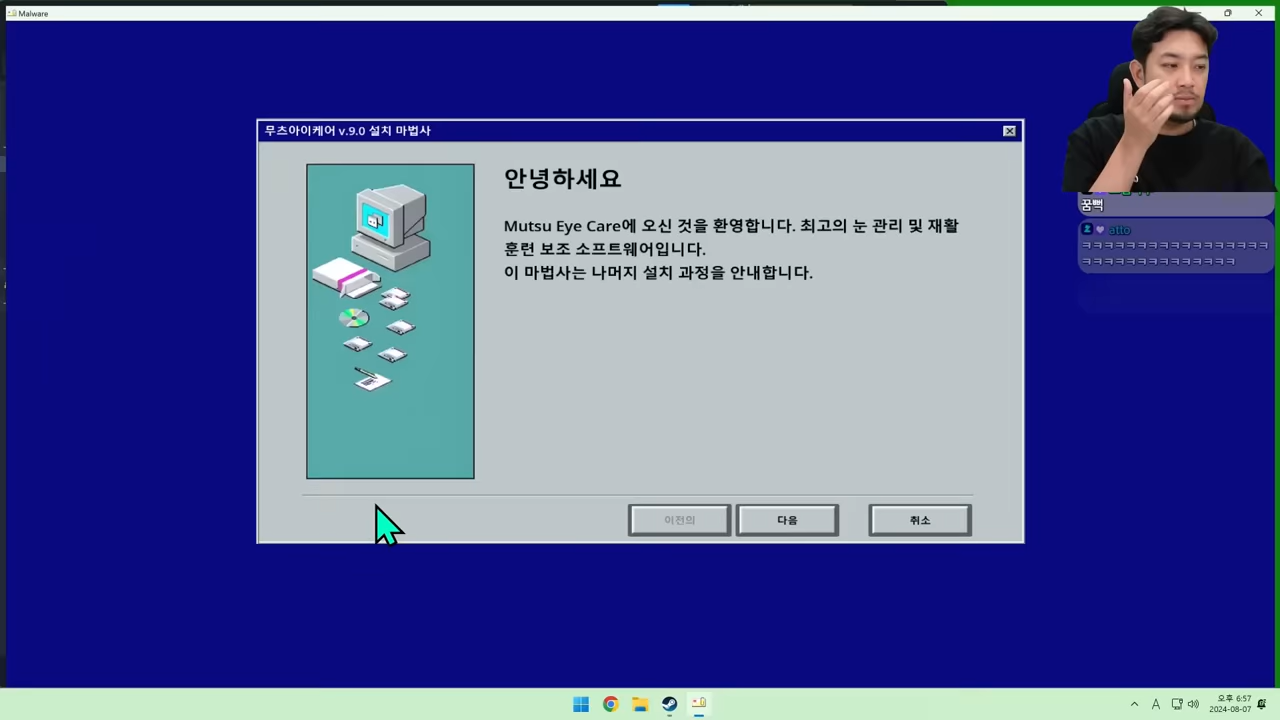 Malware
무츠아이케어 v.9.0 설치 마법사
안녕하세요
Mutsu Eye Care에 오신 것을 환영합니다. 최고의 눈 관리 및 재활
훈련 보조 소프트웨어입니다.
이 마법사는 나머지 설치 과정을 안내합니다.
이전의
다음
취소
꿈뻑
atto
ㅋㅋㅋㅋㅋㅋㅋㅋㅋㅋㅋㅋㅋㅋㅋㅋㅋ
ㅋㅋㅋㅋㅋㅋㅋㅋㅋㅋㅋㅋㅋㅋ
A
오후 6:57
2024-08-07